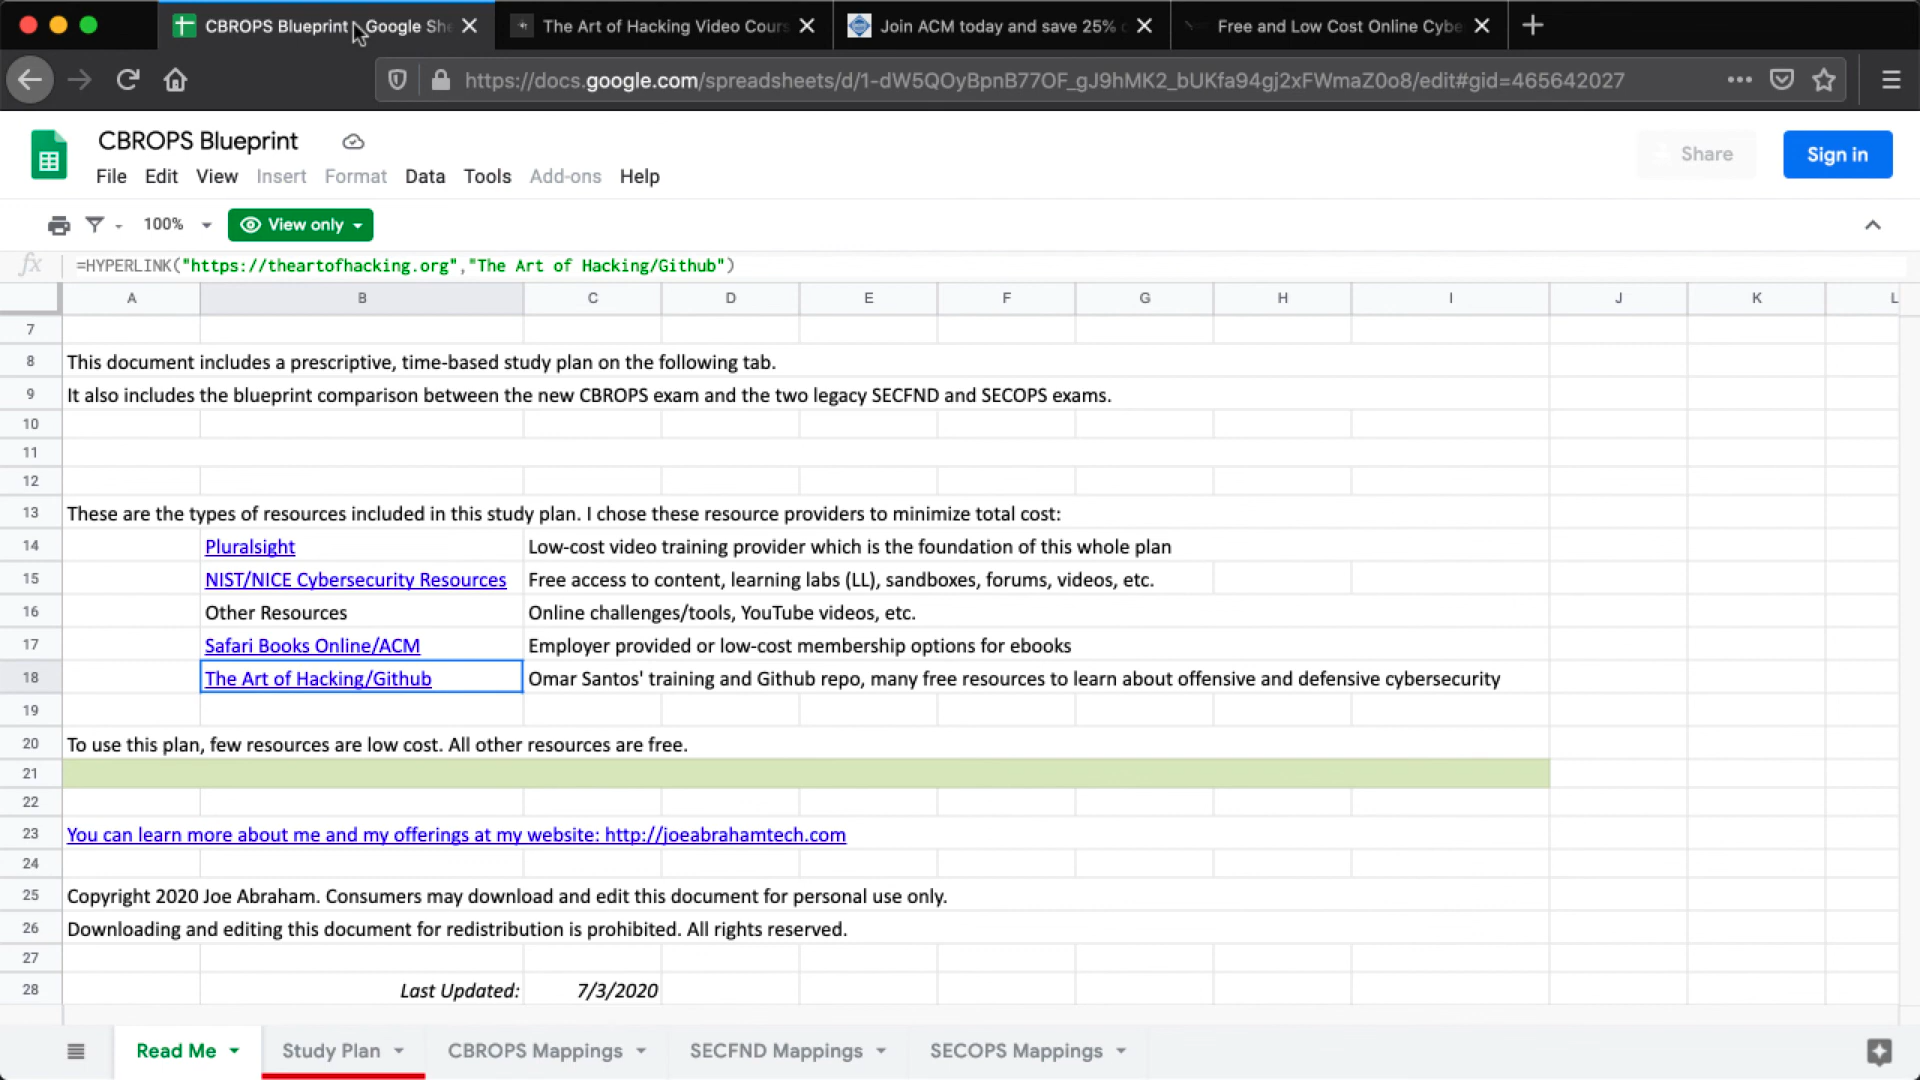 CBROPS Blueprint - Google She
The Art of Hacking Video Cours
Join ACM today and save 25%
Free and Low Cost Online Cybe
https://docs.google.com/spreadsheets/d/1-dW5QOyBpnB77OF_gJ9hMK2_bUKfa94gj2xFWmaZ0o8/edit#gid=465642027
CBROPS Blueprint
Share
Sign in
File Edit View Insert Format Data Tools Add-ons Help
100% View only
fx =HYPERLINK("https://theartofhacking.org","The Art of Hacking/Github")
A B C D E F G H I J K L
7
8 This document includes a prescriptive, time-based study plan on the following tab.
9 It also includes the blueprint comparison between the new CBROPS exam and the two legacy SECFND and SECOPS exams.
10
11
12
13 These are the types of resources included in this study plan. I chose these resource providers to minimize total cost:
14 Pluralsight Low-cost video training provider which is the foundation of this whole plan
15 NIST/NICE Cybersecurity Resources Free access to content, learning labs (LL), sandboxes, forums, videos, etc.
16 Other Resources Online challenges/tools, YouTube videos, etc.
17 Safari Books Online/ACM Employer provided or low-cost membership options for ebooks
18 The Art of Hacking/Github Omar Santos' training and Github repo, many free resources to learn about offensive and defensive cybersecurity
19
20 To use this plan, few resources are low cost. All other resources are free.
21
22
23 You can learn more about me and my offerings at my website: http://joeabrahamtech.com
24
25 Copyright 2020 Joe Abraham. Consumers may download and edit this document for personal use only.
26 Downloading and editing this document for redistribution is prohibited. All rights reserved.
27
28 Last Updated: 7/3/2020
Read Me Study Plan CBROPS Mappings SECFND Mappings SECOPS Mappings